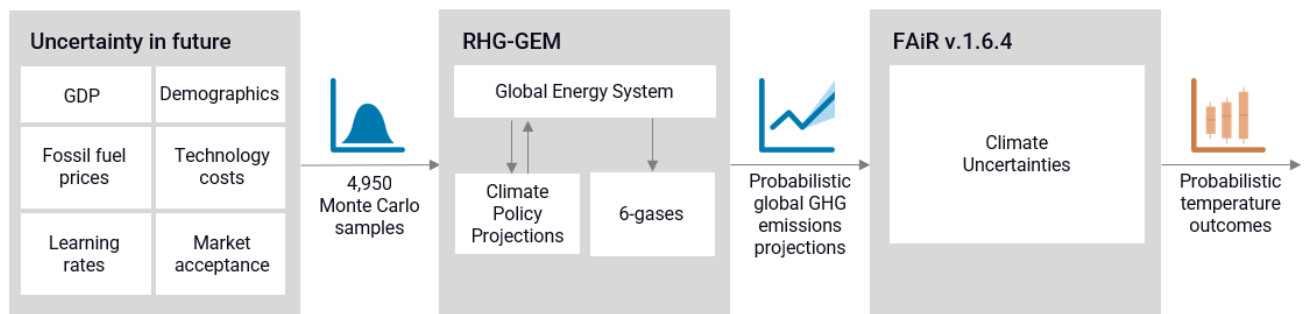 Uncertainty in future
GDP
Demographics
Fossil fuel
prices
Technology
costs
Learning
rates
Market
acceptance
4,950
Monte Carlo
samples
RHG-GEM
Global Energy System
Climate
Policy
Projections
6-gases
Probabilistic
global GHG
emissions
projections
FAiR v.1.6.4
Climate
Uncertainties
Probabilistic
temperature
outcomes